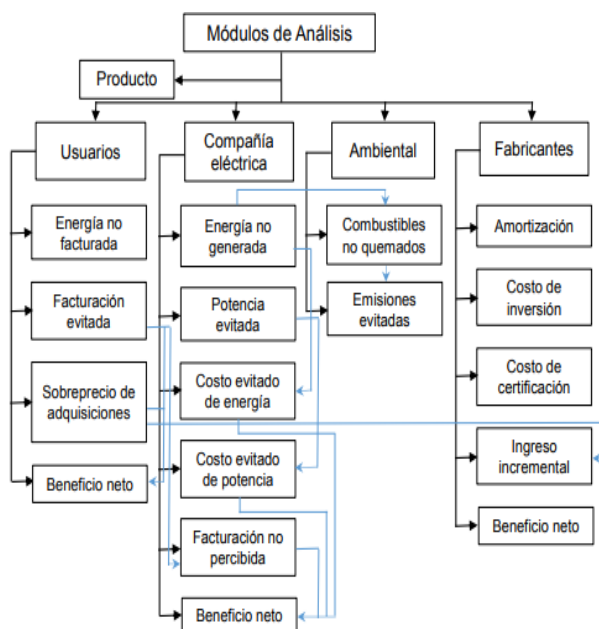 Módulos de Análisis
Producto
Usuarios
Compañía
eléctrica
Ambiental
Fabricantes
Energía no
facturada
Facturación
evitada
Sobreprecio de
adquisiciones
Beneficio neto
Energía no
generada
Potencia
evitada
Costo evitado
de energía
Costo evitado
de potencia
Facturación no
percibida
Beneficio neto
Combustibles
no quemados
Emisiones
evitadas
Amortización
Costo de
inversión
Costo de
certificación
Ingreso
incremental
Beneficio neto